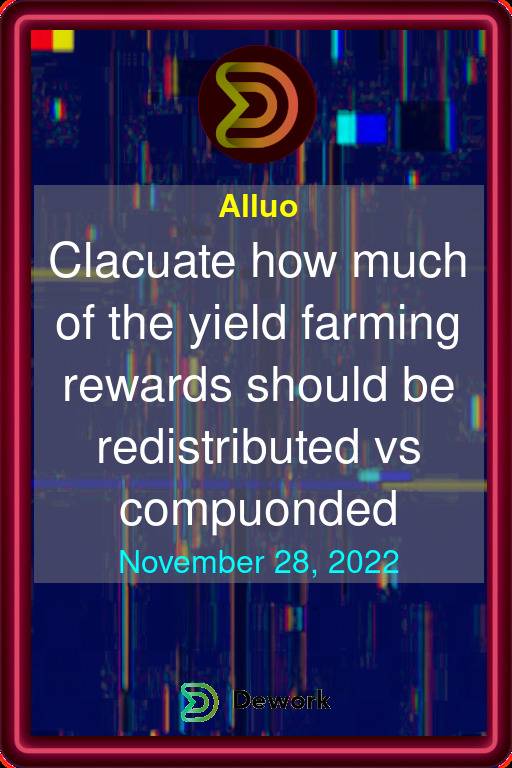 Alluo
Clacuate how much
of the yield farming
rewards should be
redistributed vs
compuonded
November 28, 2022
Dework